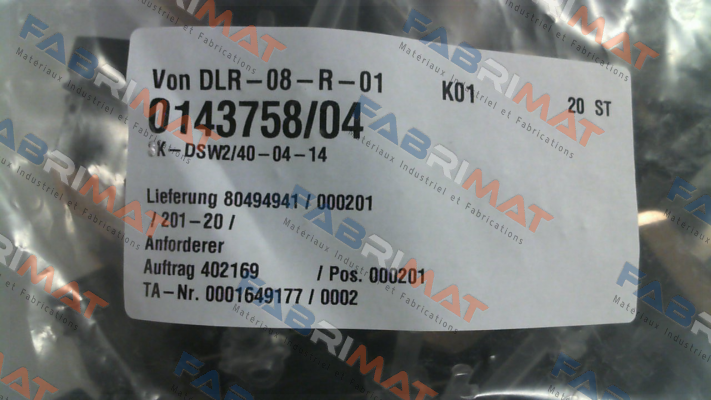 Von DLR-08-R-01 K01 20 ST
0143758/04
K-DSW2/40-04-14
Lieferung 80494941 / 000201
/ 201-20 /
Anforderer
Auftrag 402169 / Pos. 000201
TA-Nr. 0001649177 / 0002
FABRIMAT
Materiaux Industriel et Fabrications